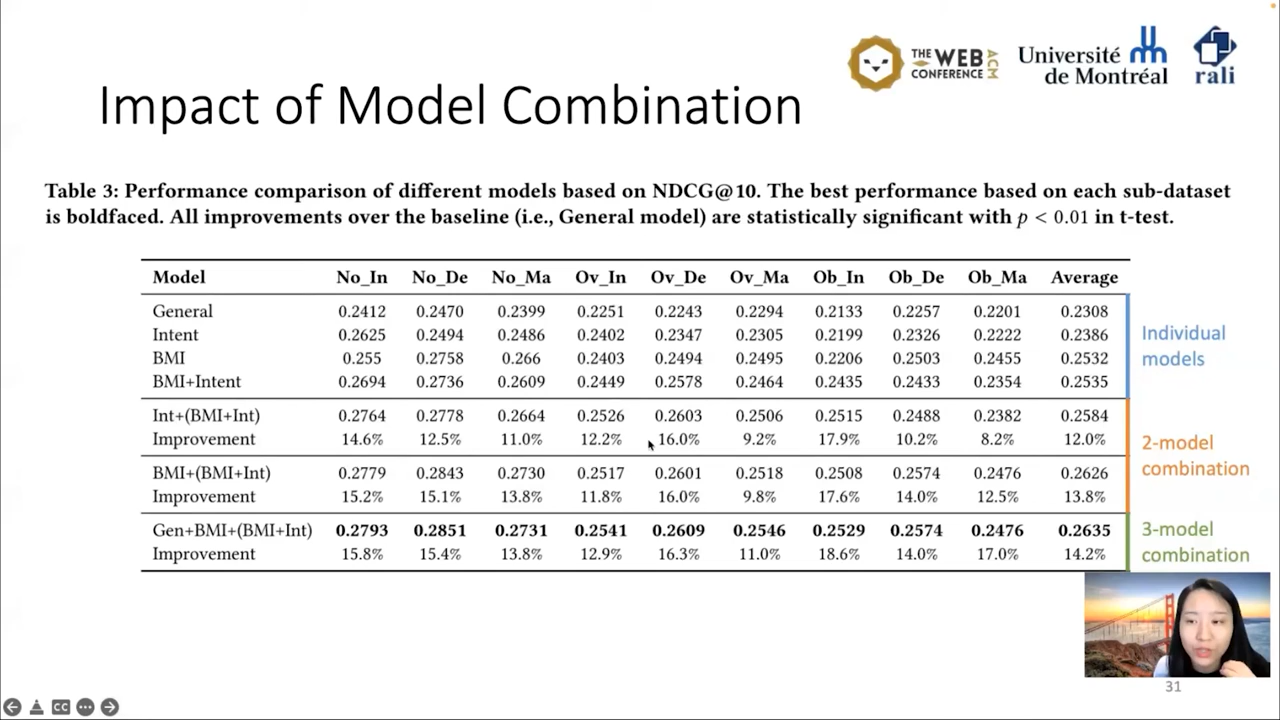 THE WEB CONFERENCE ACM
Université de Montréal
rali
Impact of Model Combination
Table 3: Performance comparison of different models based on NDCG@10. The best performance based on each sub-dataset
is boldfaced. All improvements over the baseline (i.e., General model) are statistically significant with p < 0.01 in t-test.
Model No_In No_De No_Ma Ov_In Ov_De Ov_Ma Ob_In Ob_De Ob_Ma Average
General 0.2412 0.2470 0.2399 0.2251 0.2243 0.2294 0.2133 0.2257 0.2201 0.2308
Intent 0.2625 0.2494 0.2486 0.2402 0.2347 0.2305 0.2199 0.2326 0.2222 0.2386
BMI 0.255 0.2758 0.266 0.2403 0.2494 0.2495 0.2206 0.2503 0.2455 0.2532
BMI+Intent 0.2694 0.2736 0.2609 0.2449 0.2578 0.2464 0.2435 0.2433 0.2354 0.2535
Individual
models
Int+(BMI+Int) 0.2764 0.2778 0.2664 0.2526 0.2603 0.2506 0.2515 0.2488 0.2382 0.2584
Improvement 14.6% 12.5% 11.0% 12.2% 16.0% 9.2% 17.9% 10.2% 8.2% 12.0%
BMI+(BMI+Int) 0.2779 0.2843 0.2730 0.2517 0.2601 0.2518 0.2508 0.2574 0.2476 0.2626
Improvement 15.2% 15.1% 13.8% 11.8% 16.0% 9.8% 17.6% 14.0% 12.5% 13.8%
2-model
combination
Gen+BMI+(BMI+Int) 0.2793 0.2851 0.2731 0.2541 0.2609 0.2546 0.2529 0.2574 0.2476 0.2635
Improvement 15.8% 15.4% 13.8% 12.9% 16.3% 11.0% 18.6% 14.0% 17.0% 14.2%
3-model
combination
31
CC